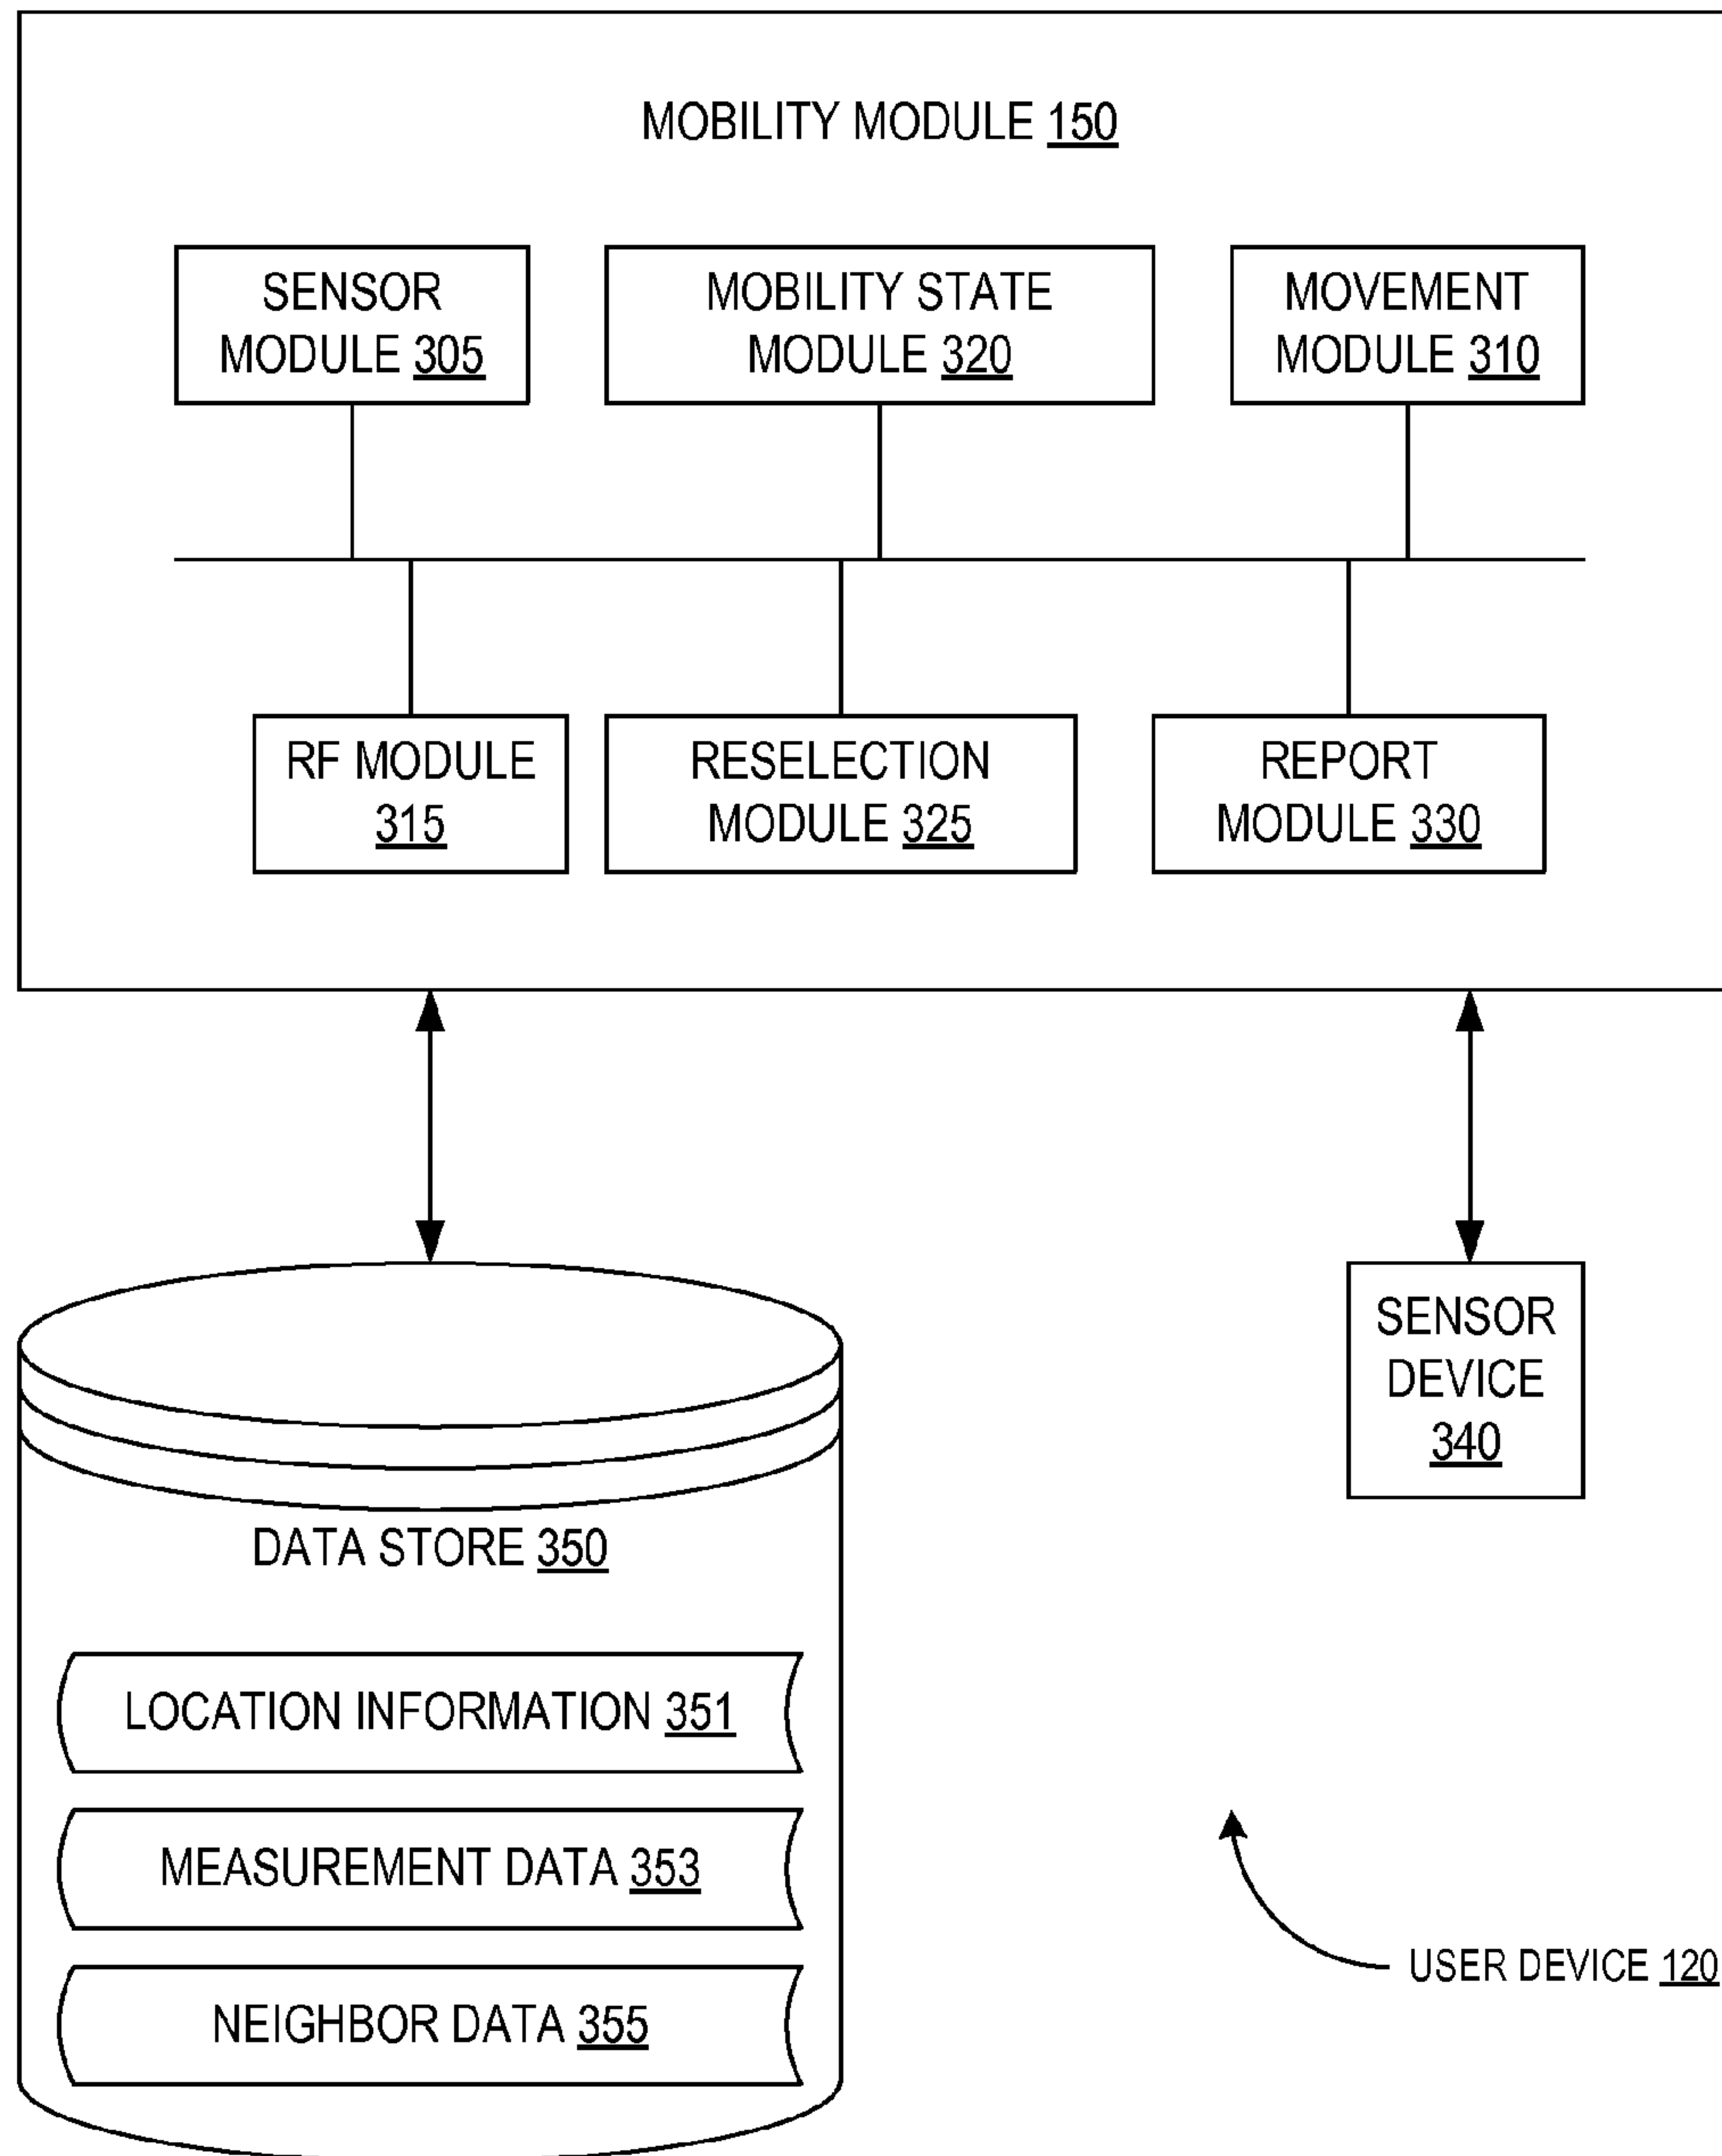 MOBILITY MODULE 150
SENSOR
MODULE 305
MOBILITY STATE
MODULE 320
MOVEMENT
MODULE 310
RF MODULE
315
RESELECTION
MODULE 325
REPORT
MODULE 330
SENSOR
DEVICE
340
DATA STORE 350
LOCATION INFORMATION 351
MEASUREMENT DATA 353
NEIGHBOR DATA 355
USER DEVICE 120